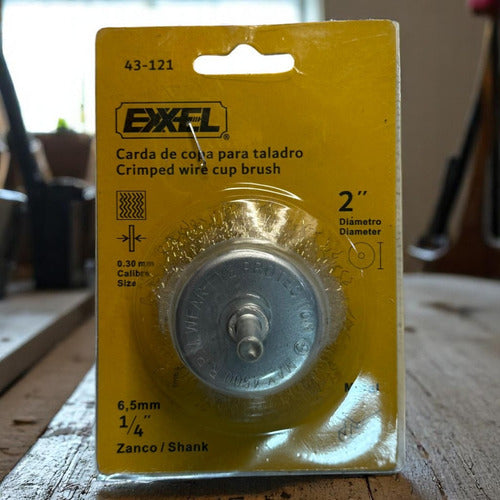 43-121
EXXEL®
Carda de copa para taladro
Crimped wire cup brush
2"
Diámetro
Diameter
0.30 mm
Calibre
Size
6,5mm
1/4"
Zanco / Shank